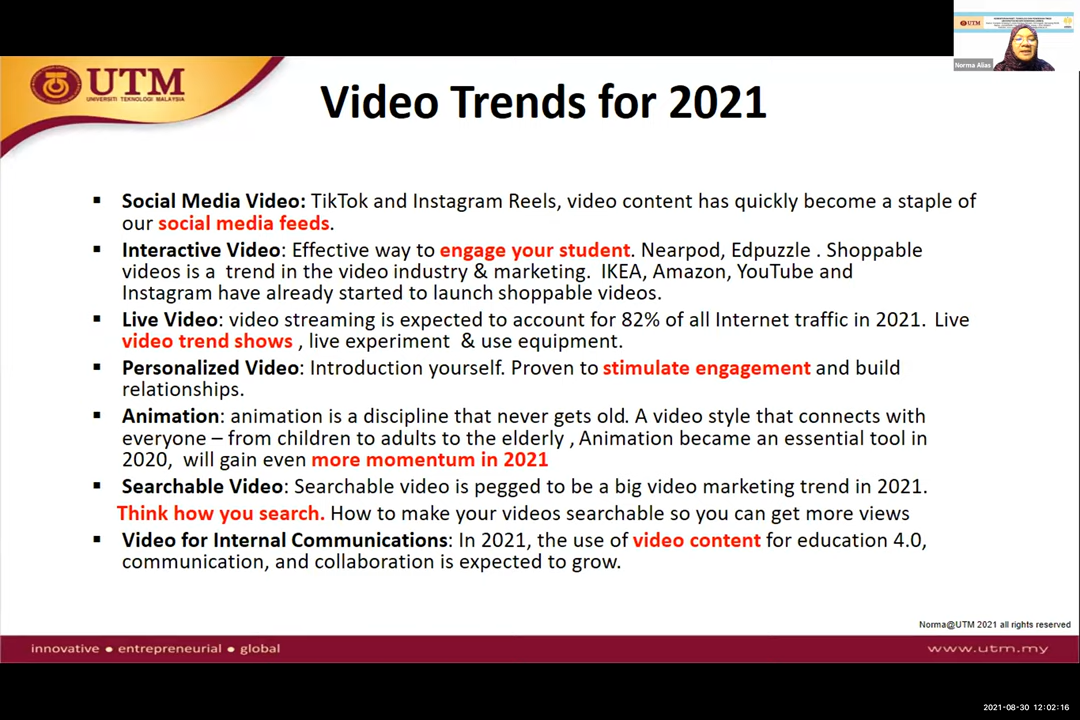 UTM
UNIVERSITI TEKNOLOGI MALAYSIA
UTM
Norma Alias
Video Trends for 2021
▪ Social Media Video: TikTok and Instagram Reels, video content has quickly become a staple of
our social media feeds.
▪ Interactive Video: Effective way to engage your student. Nearpod, Edpuzzle . Shoppable
videos is a trend in the video industry & marketing. IKEA, Amazon, YouTube and
Instagram have already started to launch shoppable videos.
▪ Live Video: video streaming is expected to account for 82% of all Internet traffic in 2021. Live
video trend shows , live experiment & use equipment.
▪ Personalized Video: Introduction yourself. Proven to stimulate engagement and build
relationships.
▪ Animation: animation is a discipline that never gets old. A video style that connects with
everyone – from children to adults to the elderly , Animation became an essential tool in
2020, will gain even more momentum in 2021
▪ Searchable Video: Searchable video is pegged to be a big video marketing trend in 2021.
Think how you search. How to make your videos searchable so you can get more views
▪ Video for Internal Communications: In 2021, the use of video content for education 4.0,
communication, and collaboration is expected to grow.
Norma@UTM 2021 all rights reserved
innovative ● entrepreneurial ● global
www.utm.my
2021-08-30 12:02:16